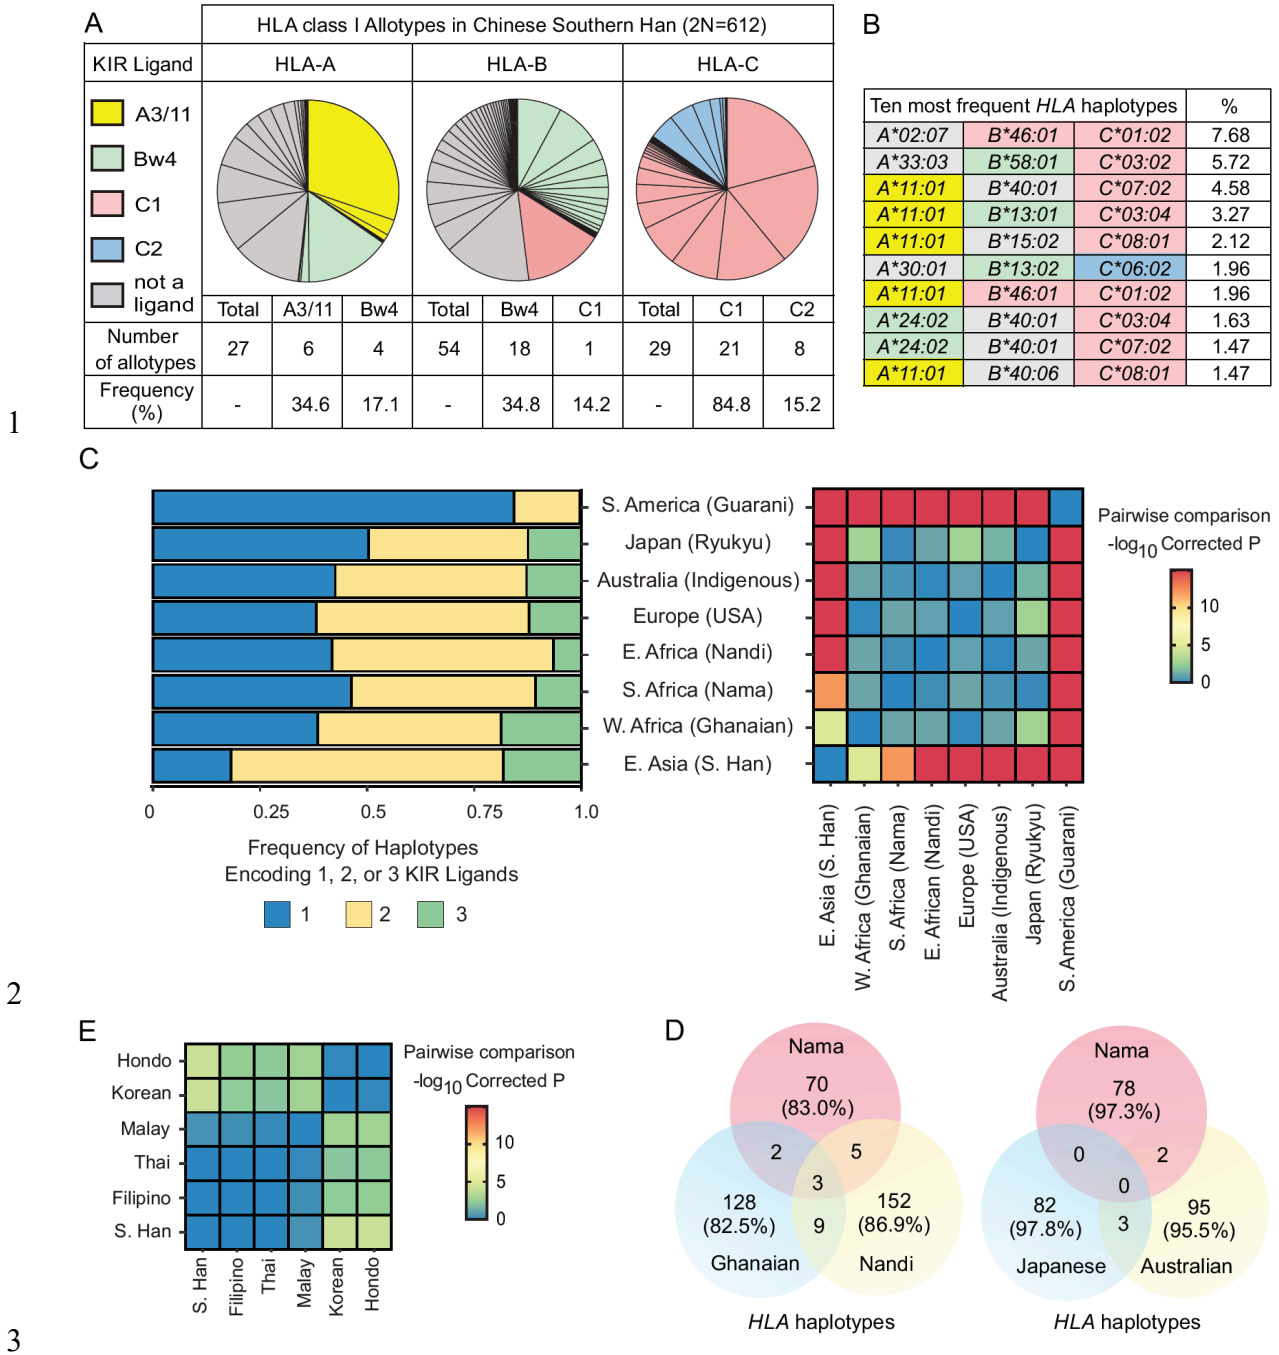 A
HLA class I Allotypes in Chinese Southern Han (2N=612)
KIR Ligand HLA-A HLA-B HLA-C
A3/11
Bw4
C1
C2
not a
ligand
Total A3/11 Bw4 Total Bw4 C1 Total C1 C2
Number
of allotypes
27 6 4 54 18 1 29 21 8
Frequency
(%)
- 34.6 17.1 - 34.8 14.2 - 84.8 15.2
B
Ten most frequent HLA haplotypes %
A*02:07 B*46:01 C*01:02 7.68
A*33:03 B*58:01 C*03:02 5.72
A*11:01 B*40:01 C*07:02 4.58
A*11:01 B*13:01 C*03:04 3.27
A*11:01 B*15:02 C*08:01 2.12
A*30:01 B*13:02 C*06:02 1.96
A*11:01 B*46:01 C*01:02 1.96
A*24:02 B*40:01 C*03:04 1.63
A*24:02 B*40:01 C*07:02 1.47
A*11:01 B*40:06 C*08:01 1.47
1
C
S. America (Guarani)
Japan (Ryukyu)
Australia (Indigenous)
Europe (USA)
E. Africa (Nandi)
S. Africa (Nama)
W. Africa (Ghanaian)
E. Asia (S. Han)
0 0.25 0.5 0.75 1.0
Frequency of Haplotypes
Encoding 1, 2, or 3 KIR Ligands
1 2 3
Pairwise comparison
-log10 Corrected P
10
5
0
E. Asia (S. Han)
W. Africa (Ghanaian)
S. Africa (Nama)
E. African (Nandi)
Europe (USA)
Australia (Indigenous)
Japan (Ryukyu)
S. America (Guarani)
2
E
Hondo
Korean
Malay
Thai
Filipino
S. Han
S. Han
Filipino
Thai
Malay
Korean
Hondo
Pairwise comparison
-log10 Corrected P
10
5
0
D
Nama
70
(83.0%)
2 5
3
128
(82.5%)
9
152
(86.9%)
Ghanaian Nandi
HLA haplotypes
Nama
78
(97.3%)
0 2
0
82
(97.8%)
3
95
(95.5%)
Japanese Australian
HLA haplotypes
3